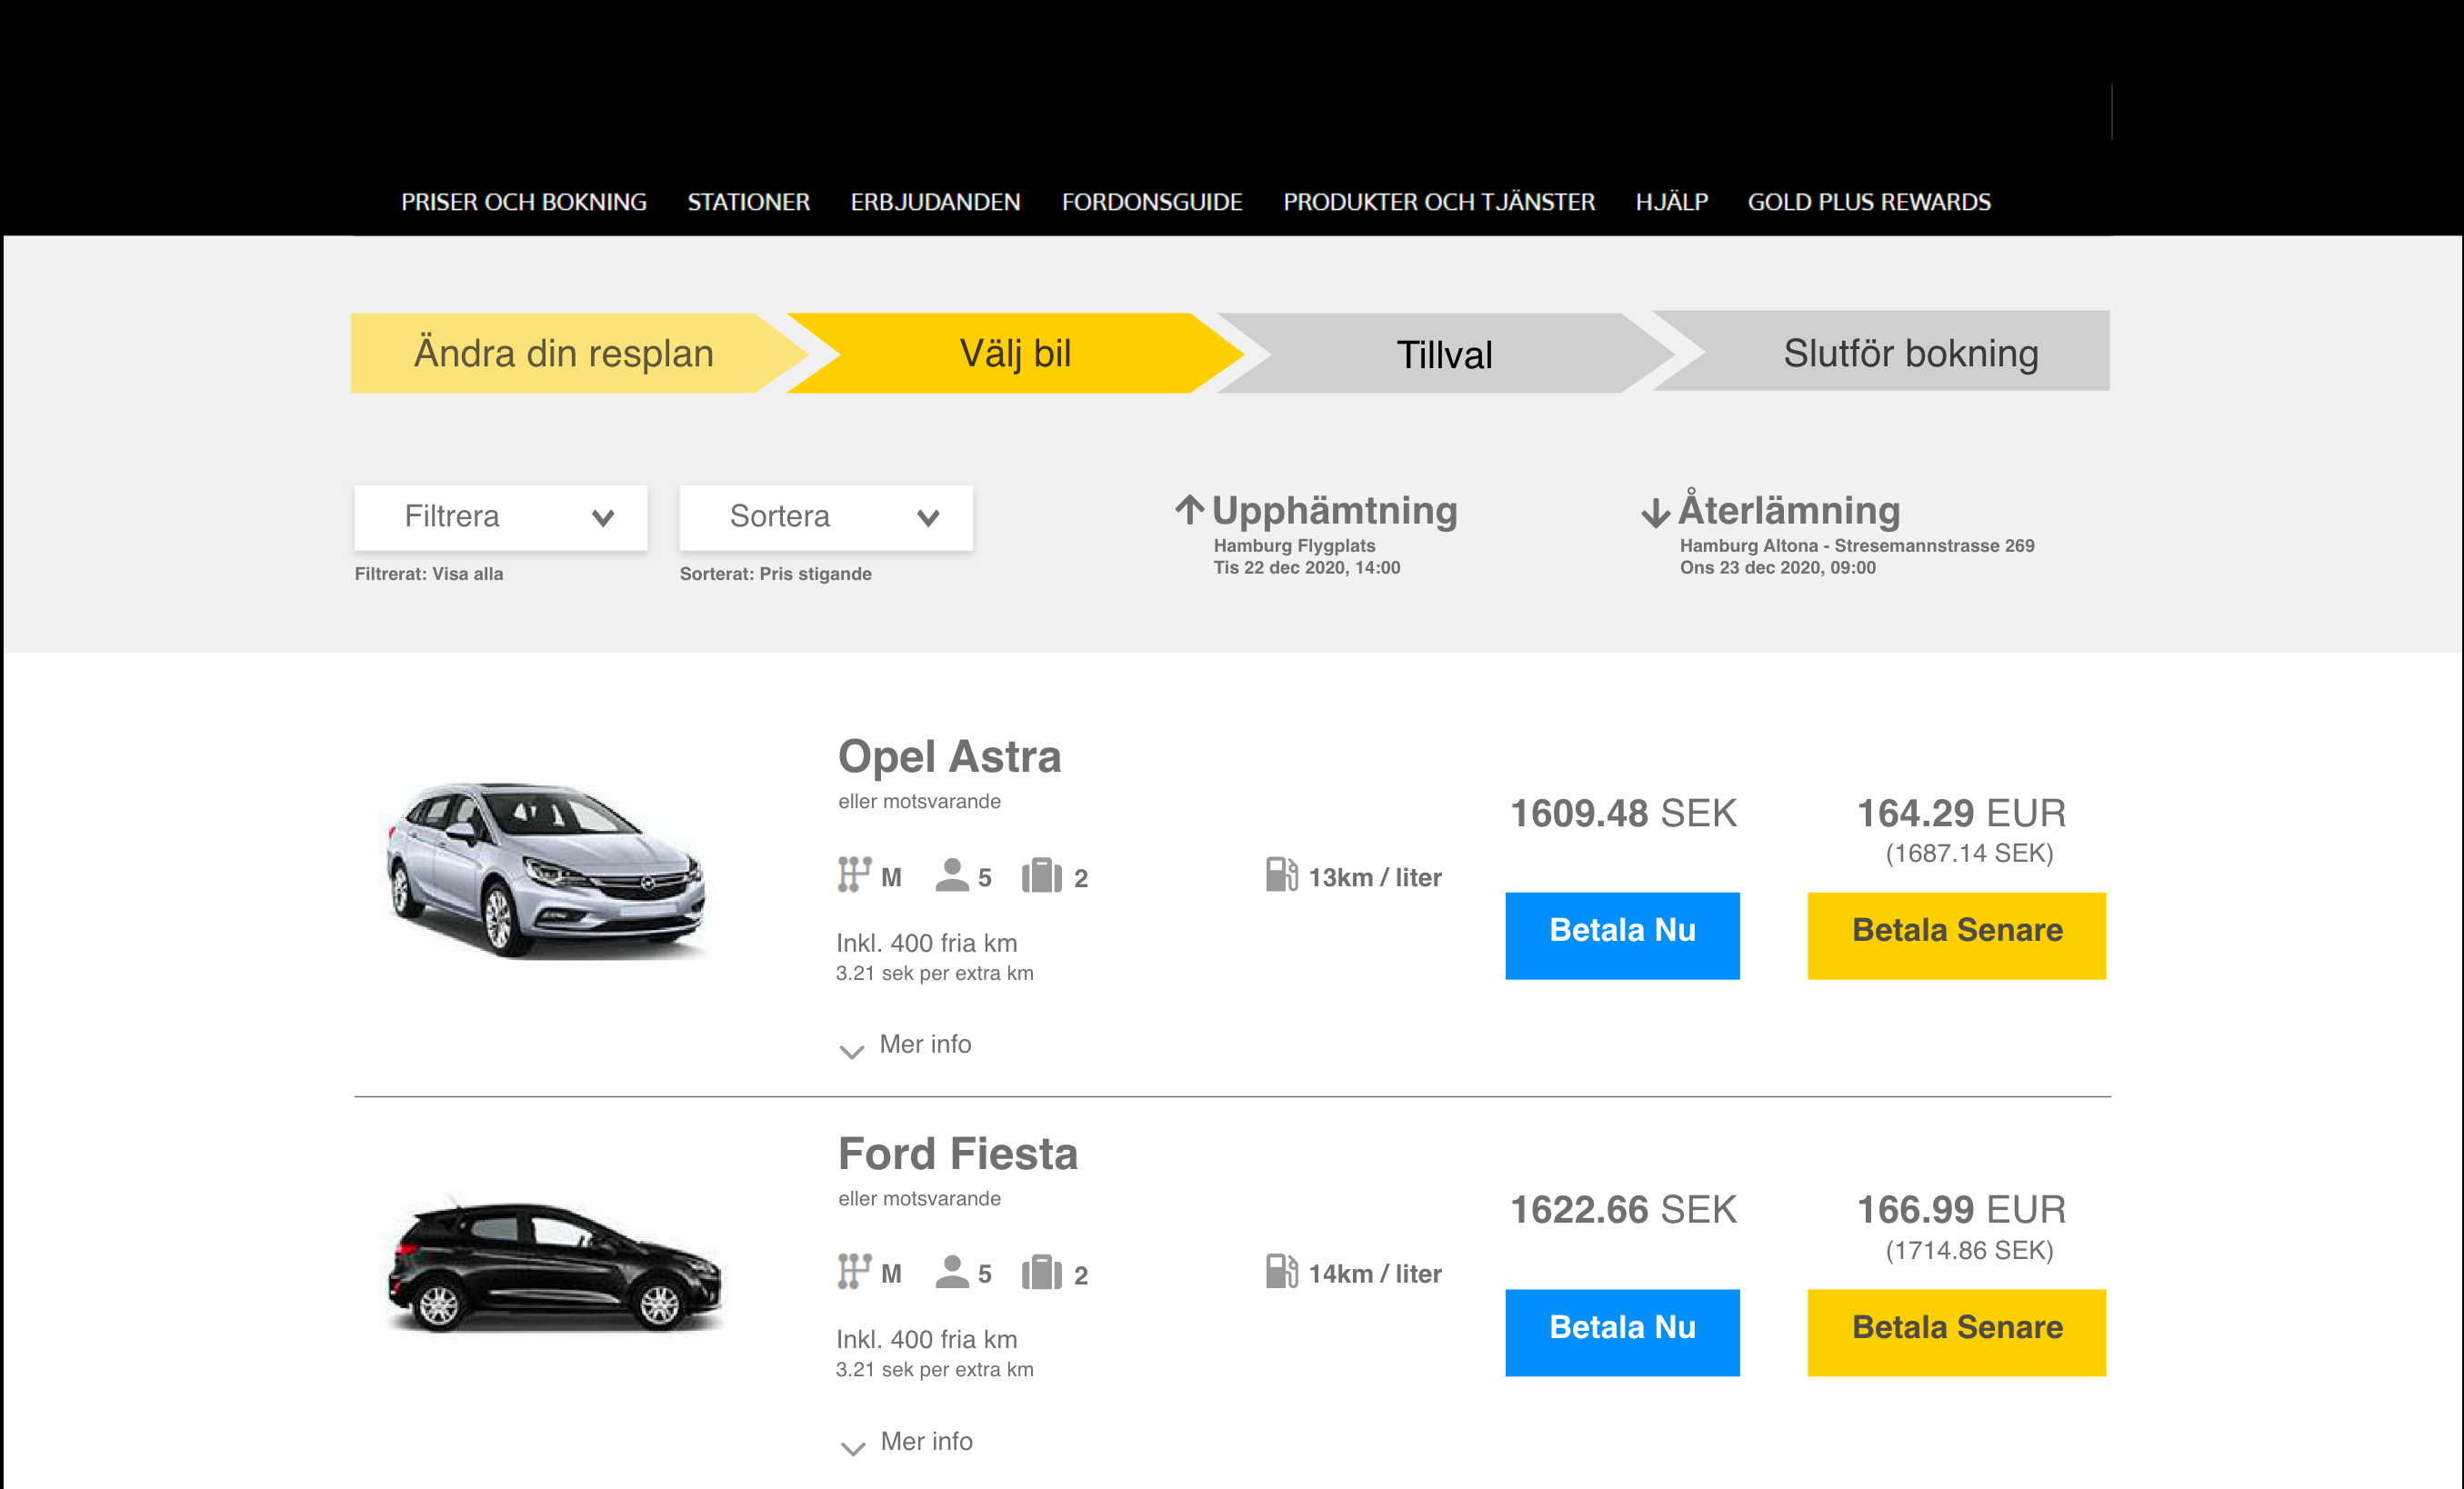 PRISER OCH BOKNING STATIONER ERBJUDANDEN FORDONSGUIDE PRODUKTER OCH TJÄNSTER HJÄLP GOLD PLUS REWARDS
Ändra din resplan Välj bil Tillval Slutför bokning
Filtrera Sortera
Filtrerat: Visa alla Sorterat: Pris stigande
Upphämtning
Hamburg Flygplats
Tis 22 dec 2020, 14:00
Återlämning
Hamburg Altona - Stresemannstrasse 269
Ons 23 dec 2020, 09:00
Opel Astra
eller motsvarande
M 5 2 13km / liter
Inkl. 400 fria km
3.21 sek per extra km
Mer info
1609.48 SEK
Betala Nu
164.29 EUR
(1687.14 SEK)
Betala Senare
Ford Fiesta
eller motsvarande
M 5 2 14km / liter
Inkl. 400 fria km
3.21 sek per extra km
Mer info
1622.66 SEK
Betala Nu
166.99 EUR
(1714.86 SEK)
Betala Senare